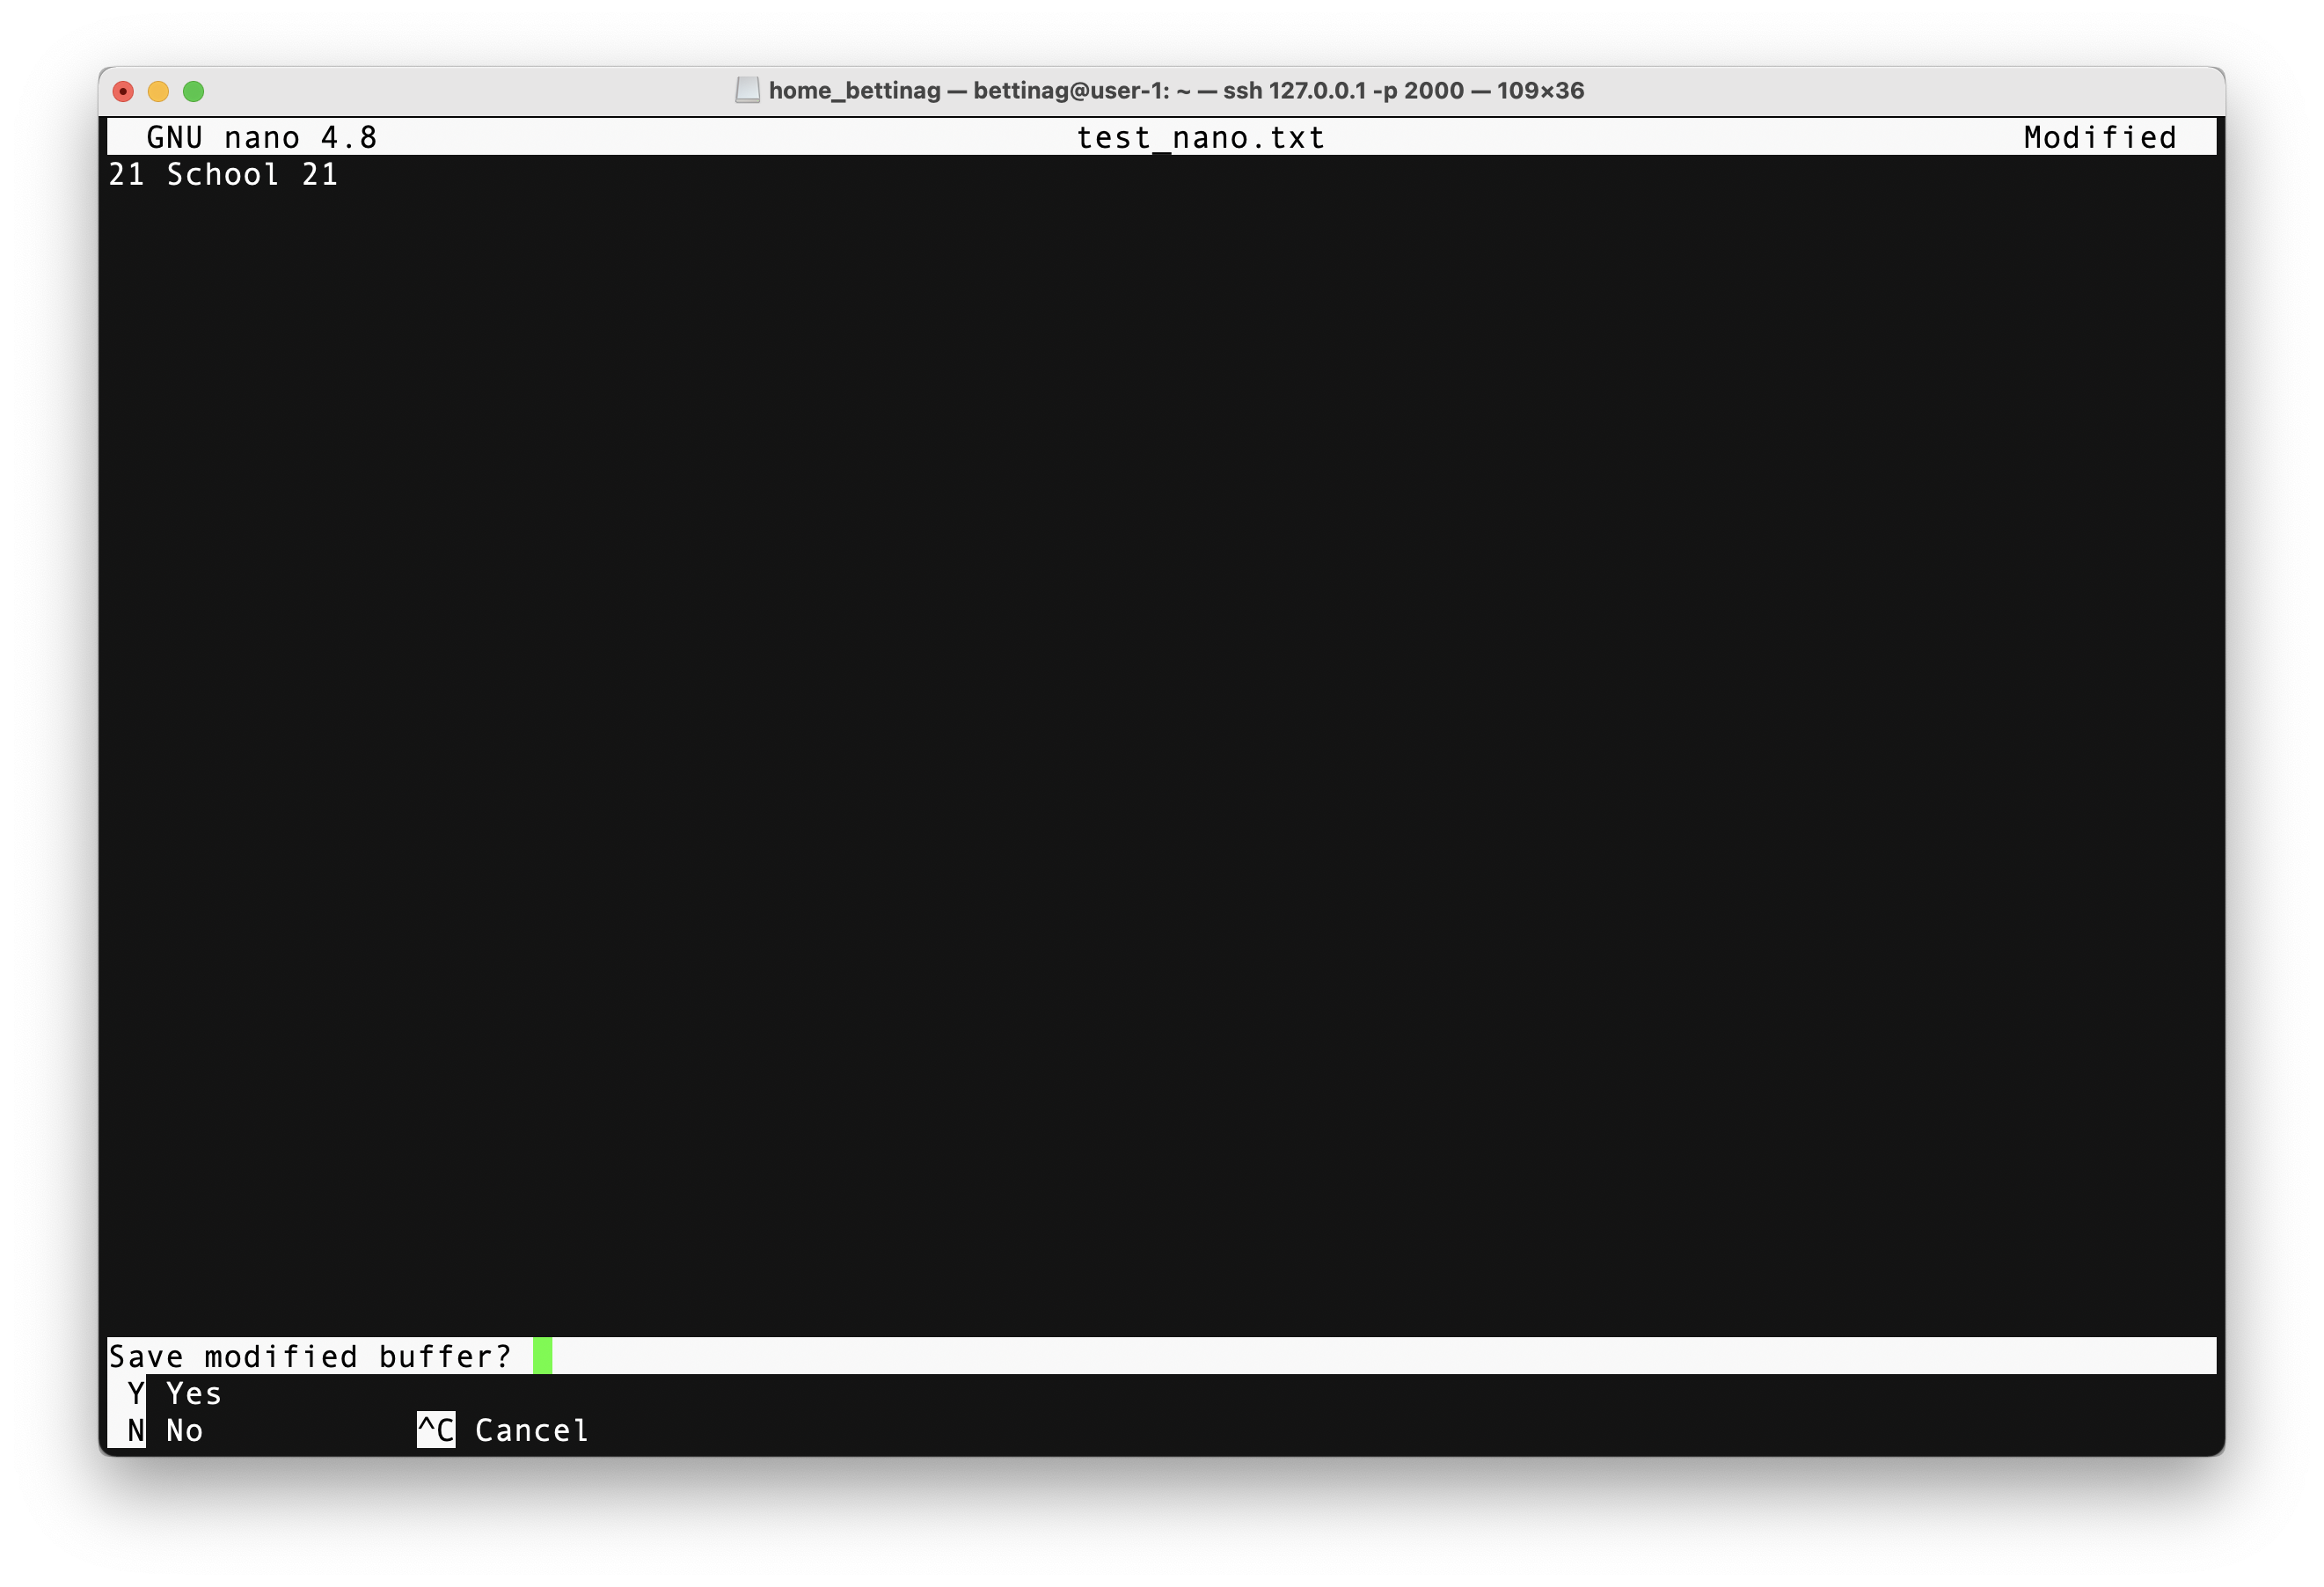 home_bettinag — bettinag@user-1: ~ — ssh 127.0.0.1 -p 2000 — 109×36
GNU nano 4.8 test_nano.txt Modified
21 School 21
Save modified buffer?
Y Yes
N No ^C Cancel